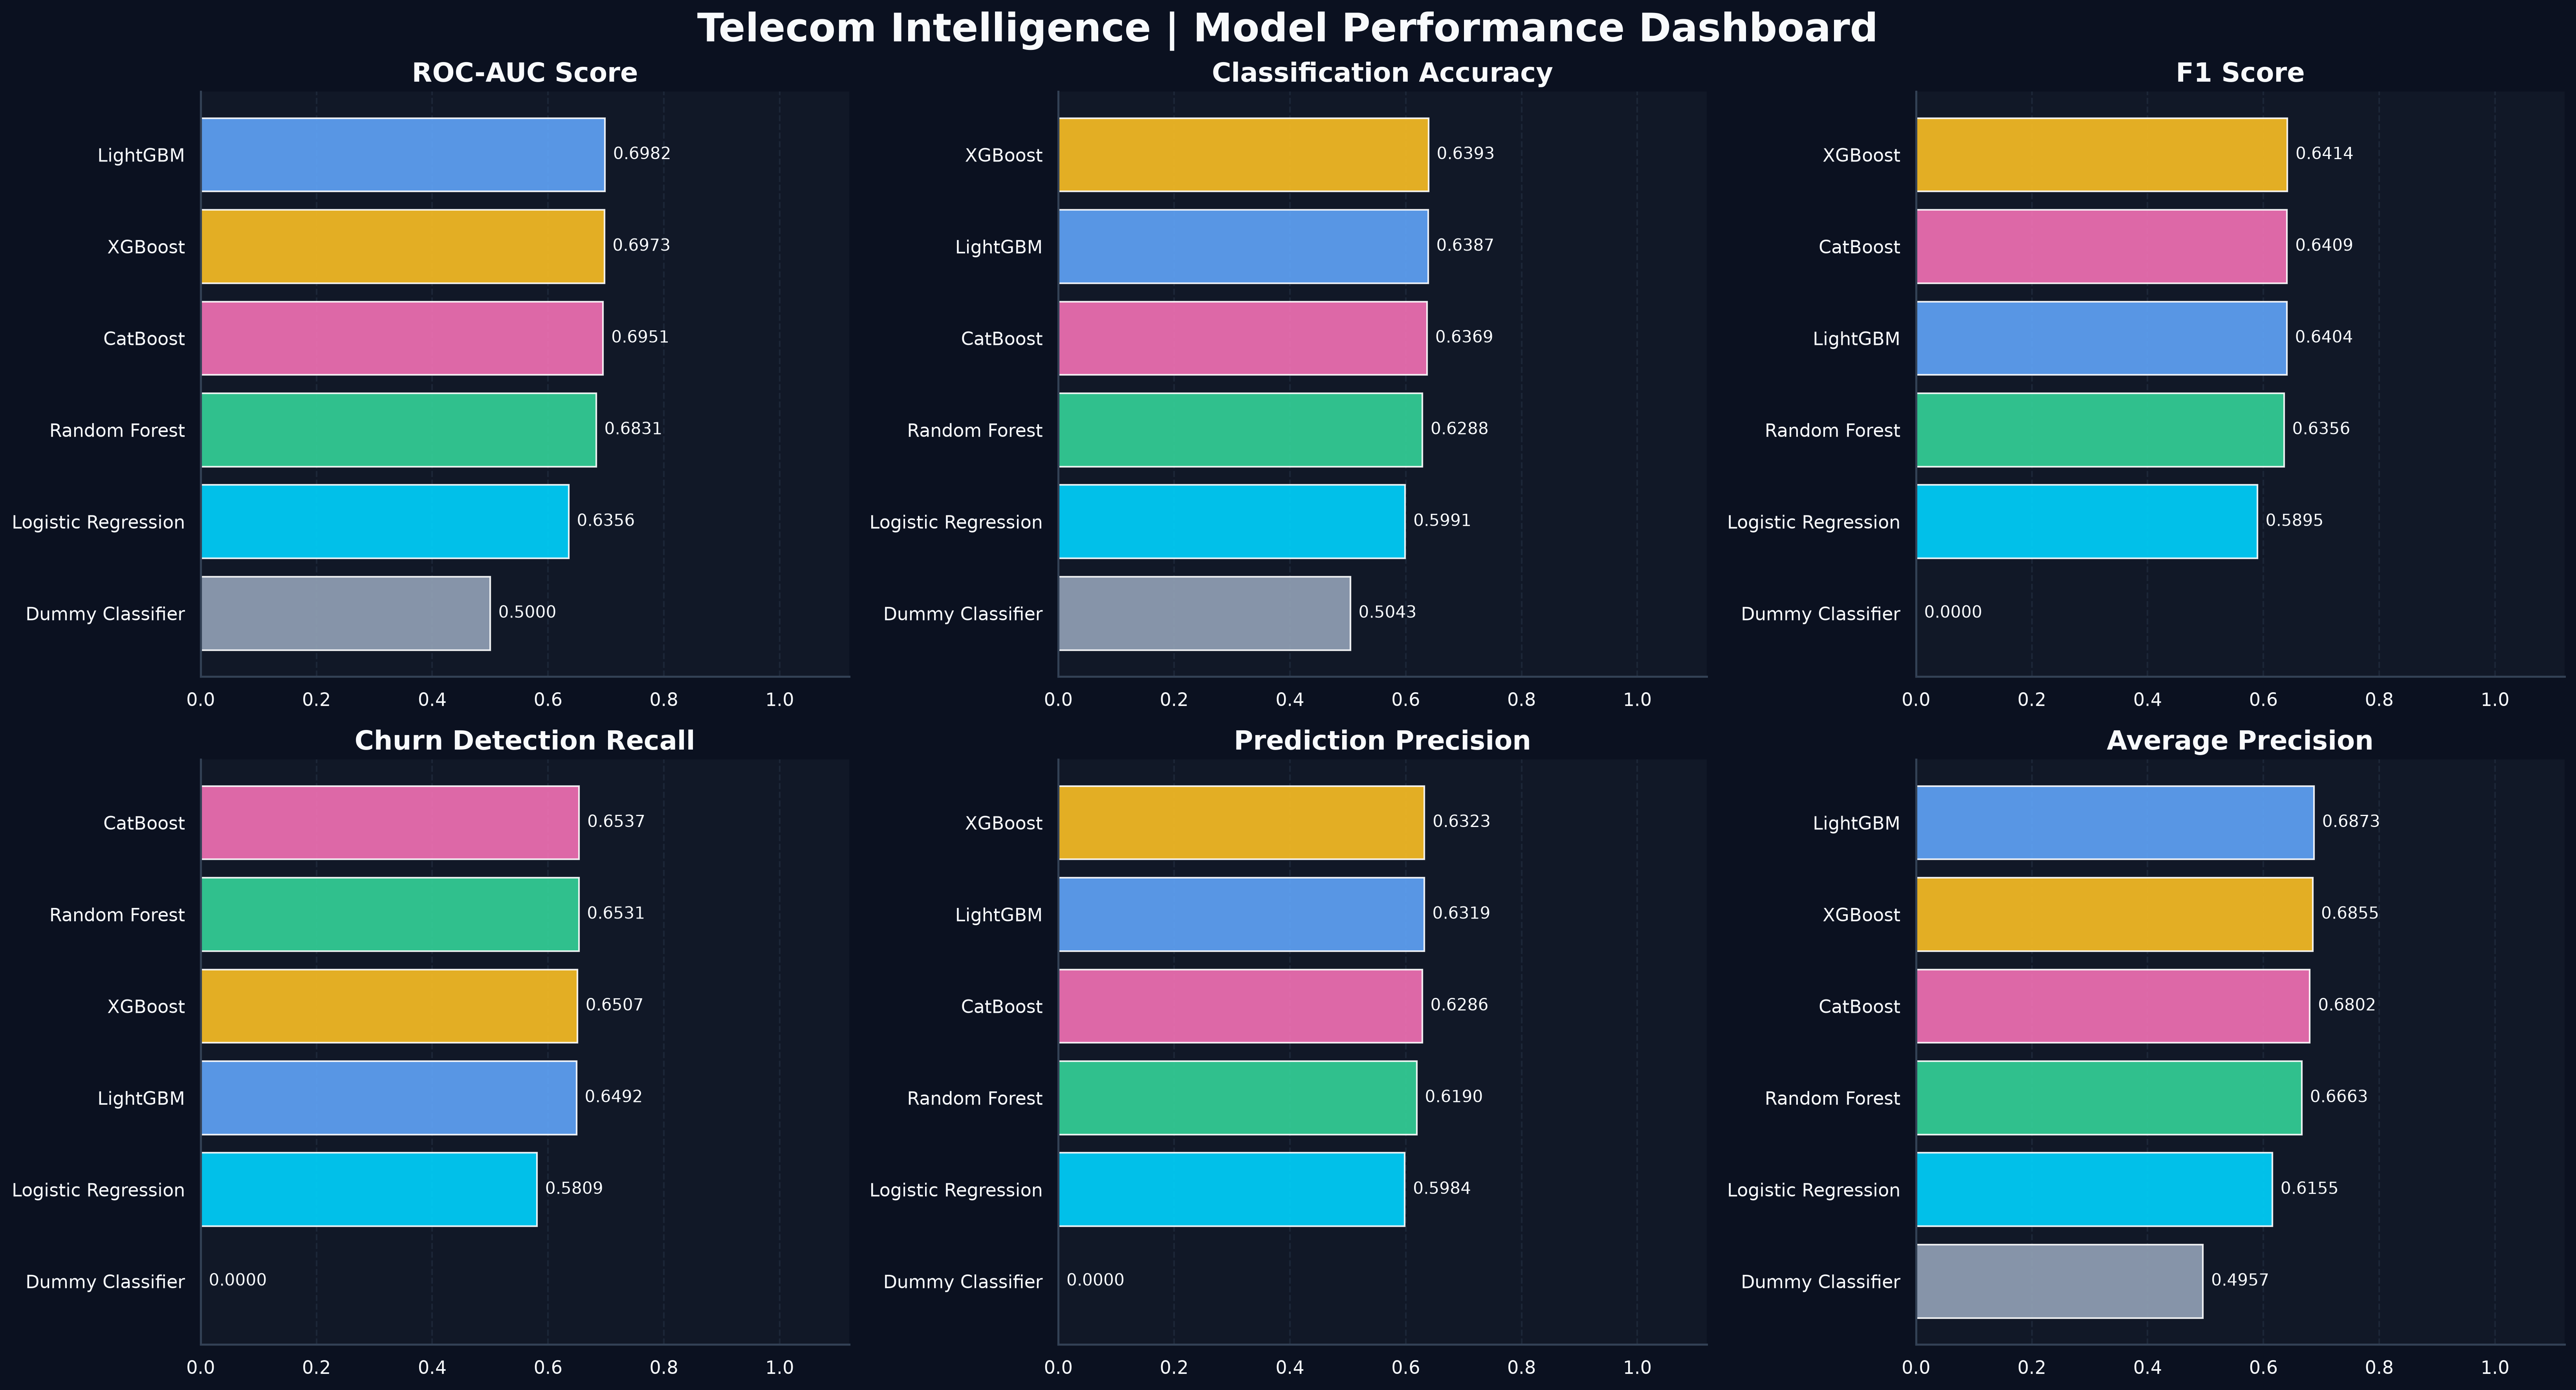 Telecom Intelligence | Model Performance Dashboard
ROC-AUC Score
LightGBM 0.6982
XGBoost 0.6973
CatBoost 0.6951
Random Forest 0.6831
Logistic Regression 0.6356
Dummy Classifier 0.5000
0.0 0.2 0.4 0.6 0.8 1.0
Classification Accuracy
XGBoost 0.6393
LightGBM 0.6387
CatBoost 0.6369
Random Forest 0.6288
Logistic Regression 0.5991
Dummy Classifier 0.5043
0.0 0.2 0.4 0.6 0.8 1.0
F1 Score
XGBoost 0.6414
CatBoost 0.6409
LightGBM 0.6404
Random Forest 0.6356
Logistic Regression 0.5895
Dummy Classifier 0.0000
0.0 0.2 0.4 0.6 0.8 1.0
Churn Detection Recall
CatBoost 0.6537
Random Forest 0.6531
XGBoost 0.6507
LightGBM 0.6492
Logistic Regression 0.5809
Dummy Classifier 0.0000
0.0 0.2 0.4 0.6 0.8 1.0
Prediction Precision
XGBoost 0.6323
LightGBM 0.6319
CatBoost 0.6286
Random Forest 0.6190
Logistic Regression 0.5984
Dummy Classifier 0.0000
0.0 0.2 0.4 0.6 0.8 1.0
Average Precision
LightGBM 0.6873
XGBoost 0.6855
CatBoost 0.6802
Random Forest 0.6663
Logistic Regression 0.6155
Dummy Classifier 0.4957
0.0 0.2 0.4 0.6 0.8 1.0